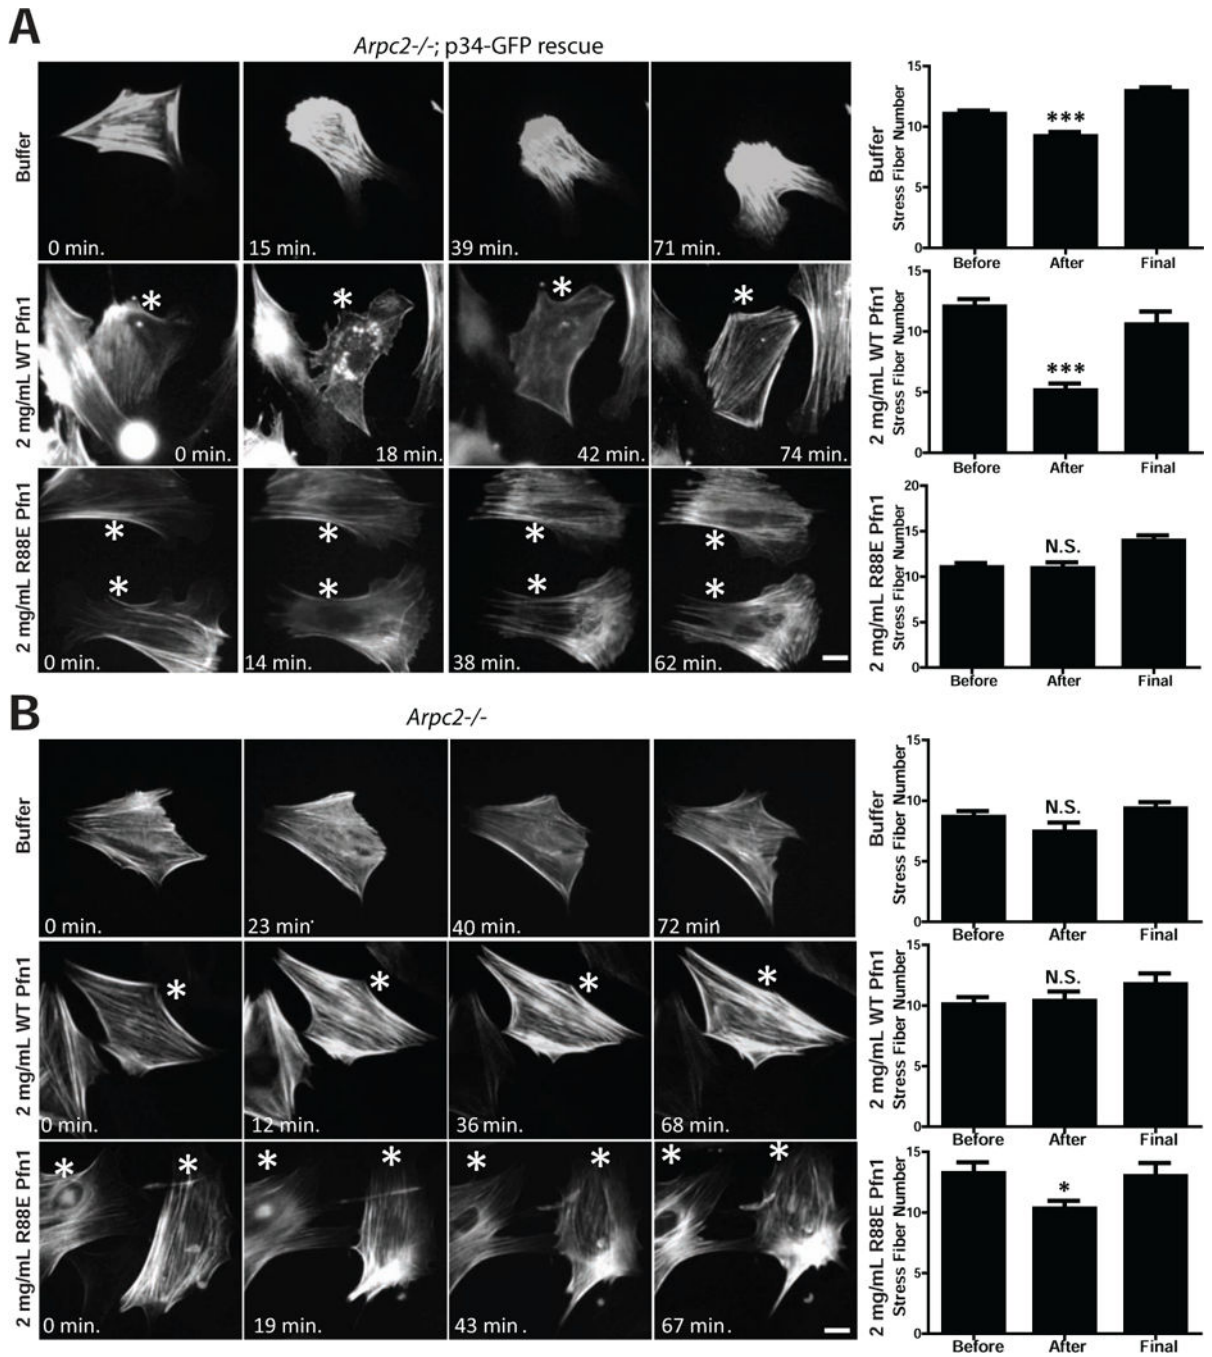 A
Arpc2-/-; p34-GFP rescue
Buffer
0 min.
15 min.
39 min.
71 min.
Buffer
Stress Fiber Number
15
10
5
0
***
Before
After
Final
2 mg/mL WT Pfn1
*
*
*
*
0 min.
18 min.
42 min.
74 min.
2 mg/mL WT Pfn1
Stress Fiber Number
15
10
5
0
***
Before
After
Final
2 mg/mL R88E Pfn1
*
*
*
*
*
*
*
*
0 min.
14 min.
38 min.
62 min.
2 mg/mL R88E Pfn1
Stress Fiber Number
20
15
10
5
0
N.S.
Before
After
Final
B
Arpc2-/-
Buffer
0 min.
23 min.
40 min.
72 min
Buffer
Stress Fiber Number
15
10
5
0
N.S.
Before
After
Final
2 mg/mL WT Pfn1
*
*
*
*
0 min.
12 min.
36 min.
68 min.
2 mg/mL WT Pfn1
Stress Fiber Number
15
10
5
0
N.S.
Before
After
Final
2 mg/mL R88E Pfn1
*
*
*
*
*
*
*
*
0 min.
19 min.
43 min.
67 min.
2 mg/mL R88E Pfn1
Stress Fiber Number
15
10
5
0
*
Before
After
Final